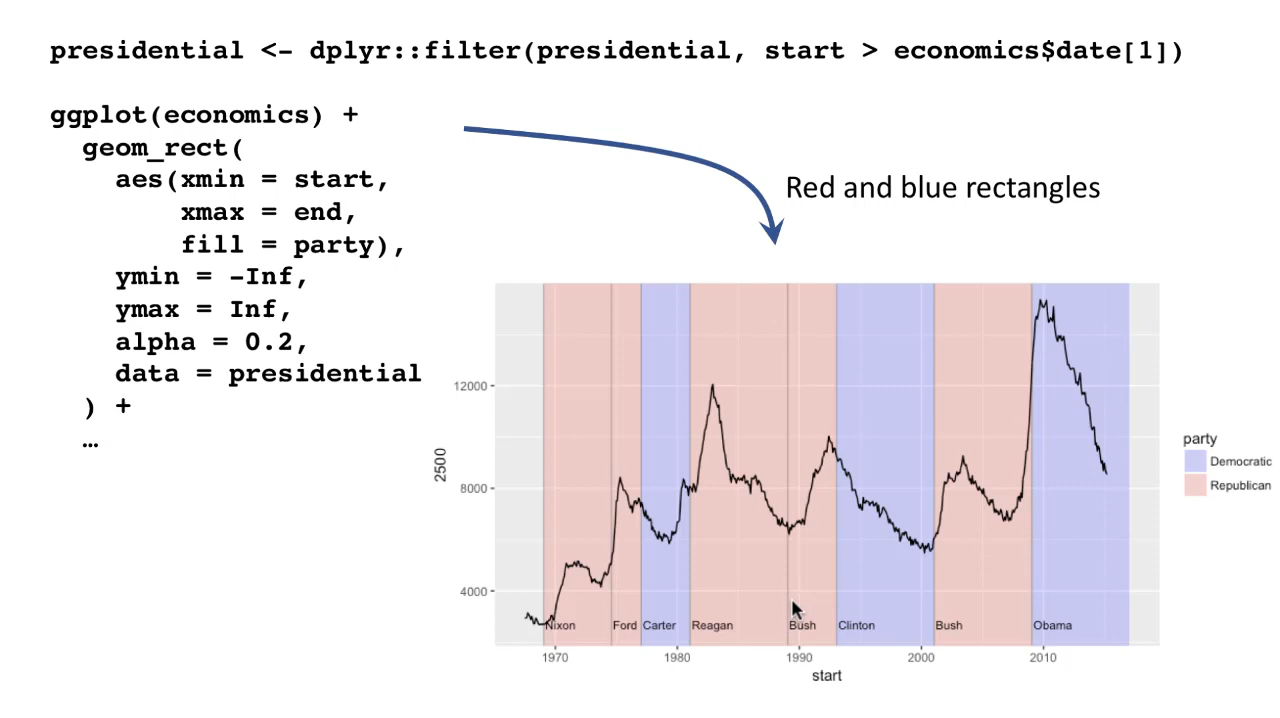 presidential <- dplyr::filter(presidential, start > economics$date[1])
ggplot(economics) +
  geom_rect(
    aes(xmin = start,
        xmax = end,
        fill = party),
    ymin = -Inf,
    ymax = Inf,
    alpha = 0.2,
    data = presidential
  ) +
  …
Red and blue rectangles
2500
12000
8000
4000
Nixon Ford Carter Reagan Bush Clinton Bush Obama
1970 1980 1990 2000 2010
start
party
Democratic
Republican